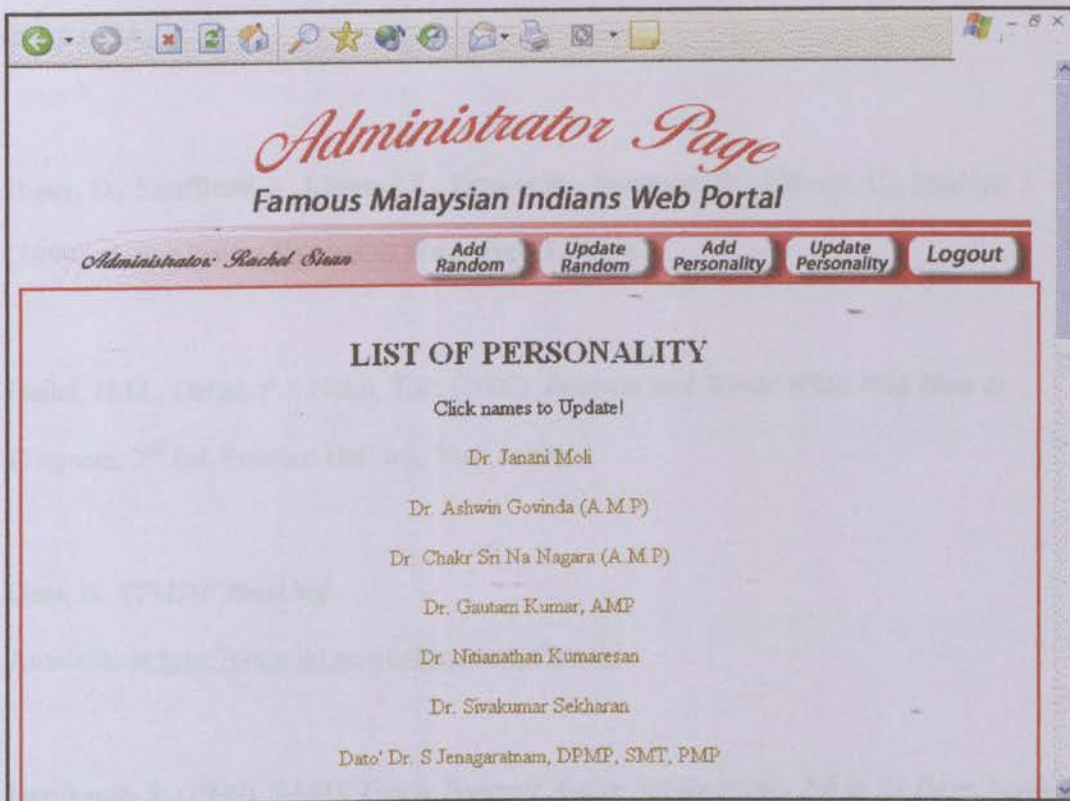 Administrator Page
Famous Malaysian Indians Web Portal
Administrator: Rachel Sivan
Add Random
Update Random
Add Personality
Update Personality
Logout
LIST OF PERSONALITY
Click names to Update!
Dr. Janani Moli
Dr. Ashwin Govinda (A.M.P)
Dr. Chakr Sri Na Nagara (A.M.P)
Dr. Gautam Kumar, AMP
Dr. Nitianathan Kumaresan
Dr. Sivakumar Sekharan
Dato' Dr. S Jenagaratnam, DPMP, SMT, PMP